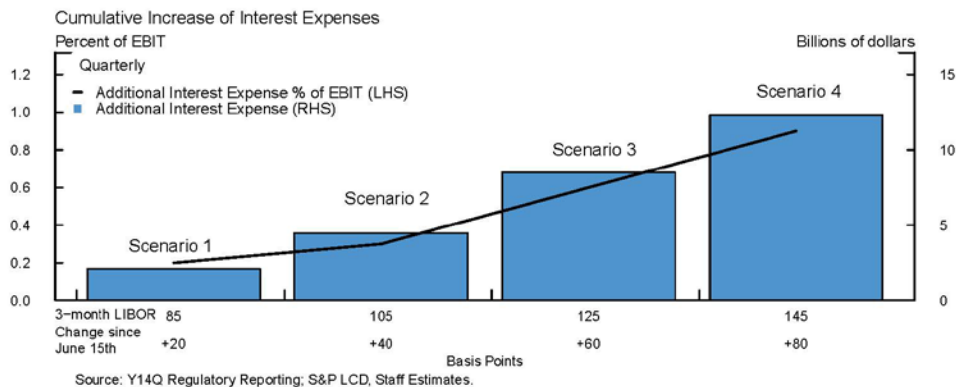 Cumulative Increase of Interest Expenses
Percent of EBIT Billions of dollars
Quarterly
Additional Interest Expense % of EBIT (LHS)
Additional Interest Expense (RHS)
1.2 15
1.0 10
0.8
0.6
0.4 5
0.2
0.0 0
Scenario 1 Scenario 2 Scenario 3 Scenario 4
3−month LIBOR 85 105 125 145
Change since
June 15th +20 +40 +60 +80
Basis Points
Source: Y14Q Regulatory Reporting; S&P LCD, Staff Estimates.